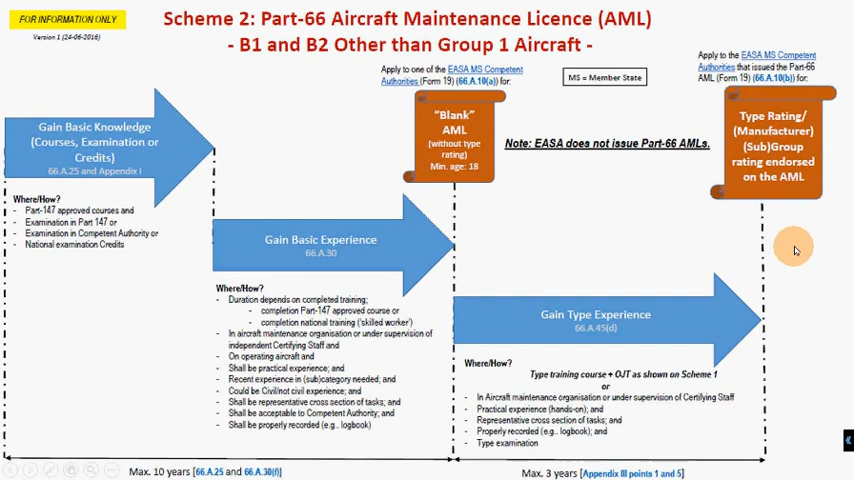 FOR INFORMATION ONLY
Version 1 (24-06-2016)
Scheme 2: Part-66 Aircraft Maintenance Licence (AML)
- B1 and B2 Other than Group 1 Aircraft -
Apply to one of the EASA MS Competent
Authorities (Form 19) (66.A.10(a)) for:
MS = Member State
Apply to the EASA MS Competent
Authorities that issued the Part-66
AML (Form 19) (66.A.10(b)) for:
Gain Basic Knowledge
(Courses, Examination or
Credits)
66.A.25 and Appendix I
"Blank"
AML
(without type
rating)
Min. age: 18
Note: EASA does not issue Part-66 AMLs.
Type Rating/
(Manufacturer)
(Sub)Group
rating endorsed
on the AML
Where/How?
- Part-147 approved courses and
- Examination in Part 147 or
- Examination in Competent Authority or
- National examination Credits
Gain Basic Experience
66.A.30
Where/How?
- Duration depends on completed training;
- completion Part-147 approved course or
- completion national training ('skilled worker')
- In aircraft maintenance organisation or under supervision of
independent Certifying Staff and
- On operating aircraft and
- Shall be practical experience; and
- Recent experience in (sub)category needed; and
- Could be Civil/not civil experience; and
- Shall be representative cross section of tasks; and
- Shall be acceptable to Competent Authority; and
- Shall be properly recorded (e.g., logbook)
Gain Type Experience
66.A.45(d)
Where/How?
Type training course + OJT as shown on Scheme 1
or
- In Aircraft maintenance organisation or under supervision of Certifying Staff
- Practical experience (hands-on); and
- Representative cross section of tasks; and
- Properly recorded (e.g., logbook); and
- Type examination
Max. 10 years [66.A.25 and 66.A.30(f)]
Max. 3 years [Appendix III points 1 and 5]